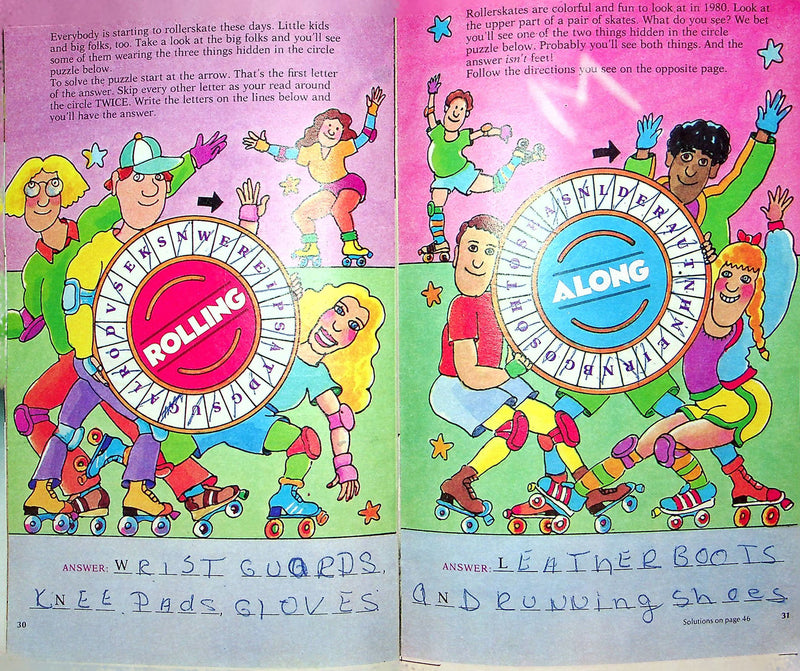 Everybody is starting to rollerskate these days. Little kids
and big folks, too. Take a look at the big folks and you'll see
some of them wearing the three things hidden in the circle
puzzle below.
To solve the puzzle start at the arrow. That's the first letter
of the answer. Skip every other letter as your read around
the circle TWICE. Write the letters on the lines below and
you'll have the answer.
W E R E I P S A T D G S U G A L R O D V S E K S N
ROLLING
ANSWER: WRIST GUARDS,
KNEE Pads, GLOVES
30
Rollerskates are colorful and fun to look at in 1980. Look at
the upper part of a pair of skates. What do you see? We bet
you'll see one of the two things hidden in the circle
puzzle below. Probably you'll see both things. And the
answer isn't feet!
Follow the directions you see on the opposite page.
L D E R A U T N H N E I R N B G O S O H T O S E A S N
ALONG
ANSWER: LEATHER BOOTS
AND RUNNing shoes
Solutions on page 46
31